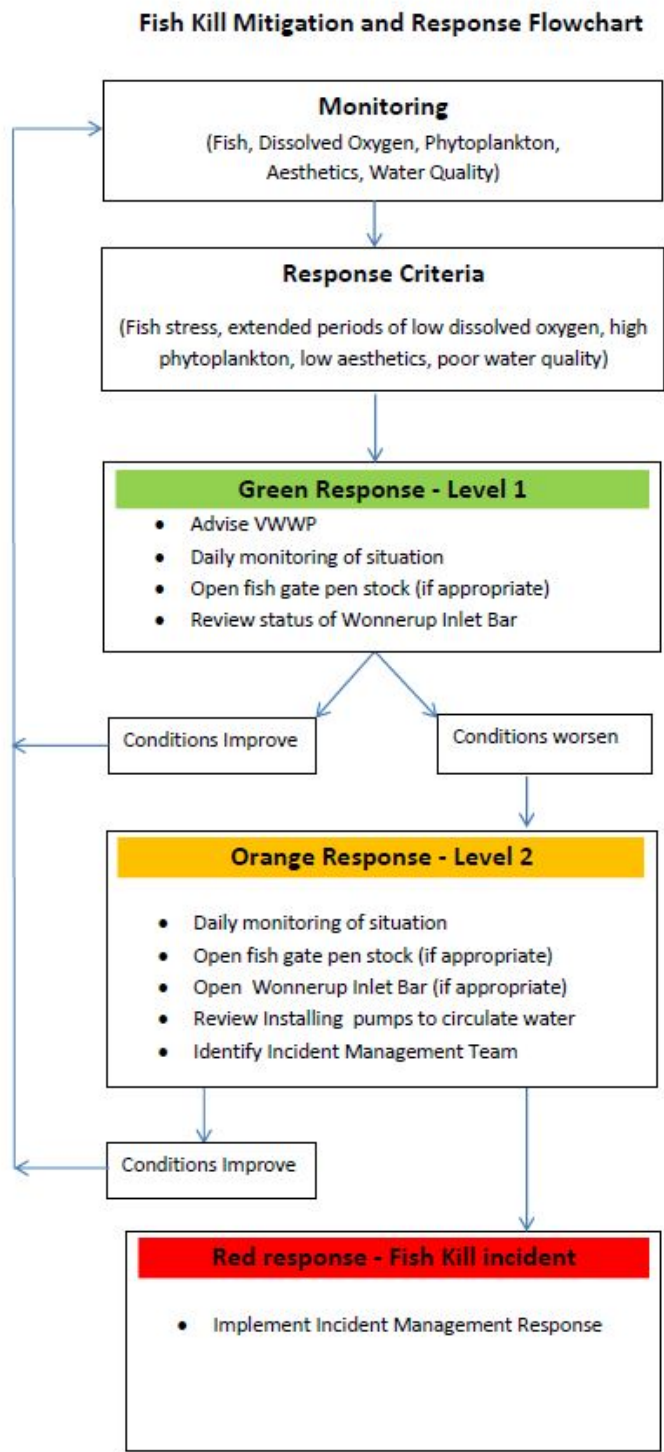 Fish Kill Mitigation and Response Flowchart
Monitoring
(Fish, Dissolved Oxygen, Phytoplankton,
Aesthetics, Water Quality)
Response Criteria
(Fish stress, extended periods of low dissolved oxygen, high
phytoplankton, low aesthetics, poor water quality)
Green Response - Level 1
• Advise VWWP
• Daily monitoring of situation
• Open fish gate pen stock (if appropriate)
• Review status of Wonnerup Inlet Bar
Conditions Improve
Conditions worsen
Orange Response - Level 2
• Daily monitoring of situation
• Open fish gate pen stock (if appropriate)
• Open Wonnerup Inlet Bar (if appropriate)
• Review Installing pumps to circulate water
• Identify Incident Management Team
Conditions Improve
Red response - Fish Kill incident
• Implement Incident Management Response